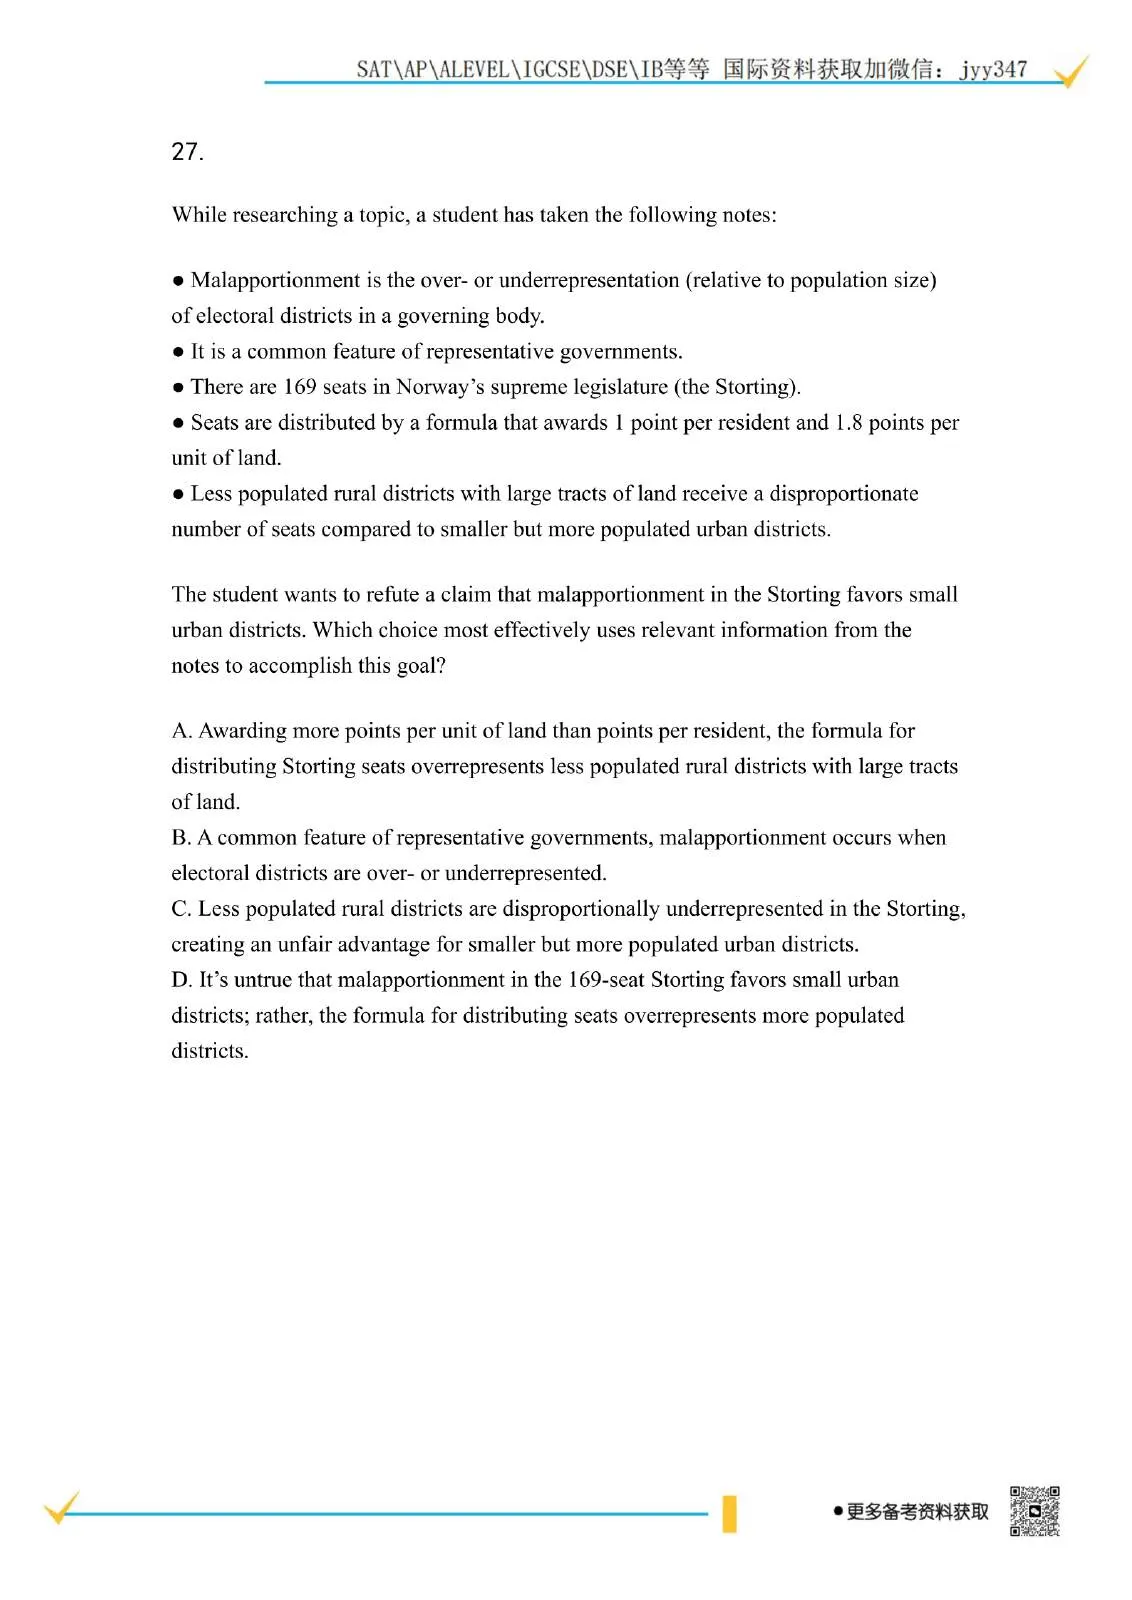 SAT\AP\ALEVEL\IGCSE\DSE\IB等等 国际资料获取加微信：jyy347
27.
While researching a topic, a student has taken the following notes:
● Malapportionment is the over- or underrepresentation (relative to population size)
of electoral districts in a governing body.
● It is a common feature of representative governments.
● There are 169 seats in Norway’s supreme legislature (the Storting).
● Seats are distributed by a formula that awards 1 point per resident and 1.8 points per
unit of land.
● Less populated rural districts with large tracts of land receive a disproportionate
number of seats compared to smaller but more populated urban districts.
The student wants to refute a claim that malapportionment in the Storting favors small
urban districts. Which choice most effectively uses relevant information from the
notes to accomplish this goal?
A. Awarding more points per unit of land than points per resident, the formula for
distributing Storting seats overrepresents less populated rural districts with large tracts
of land.
B. A common feature of representative governments, malapportionment occurs when
electoral districts are over- or underrepresented.
C. Less populated rural districts are disproportionally underrepresented in the Storting,
creating an unfair advantage for smaller but more populated urban districts.
D. It’s untrue that malapportionment in the 169-seat Storting favors small urban
districts; rather, the formula for distributing seats overrepresents more populated
districts.
●更多备考资料获取